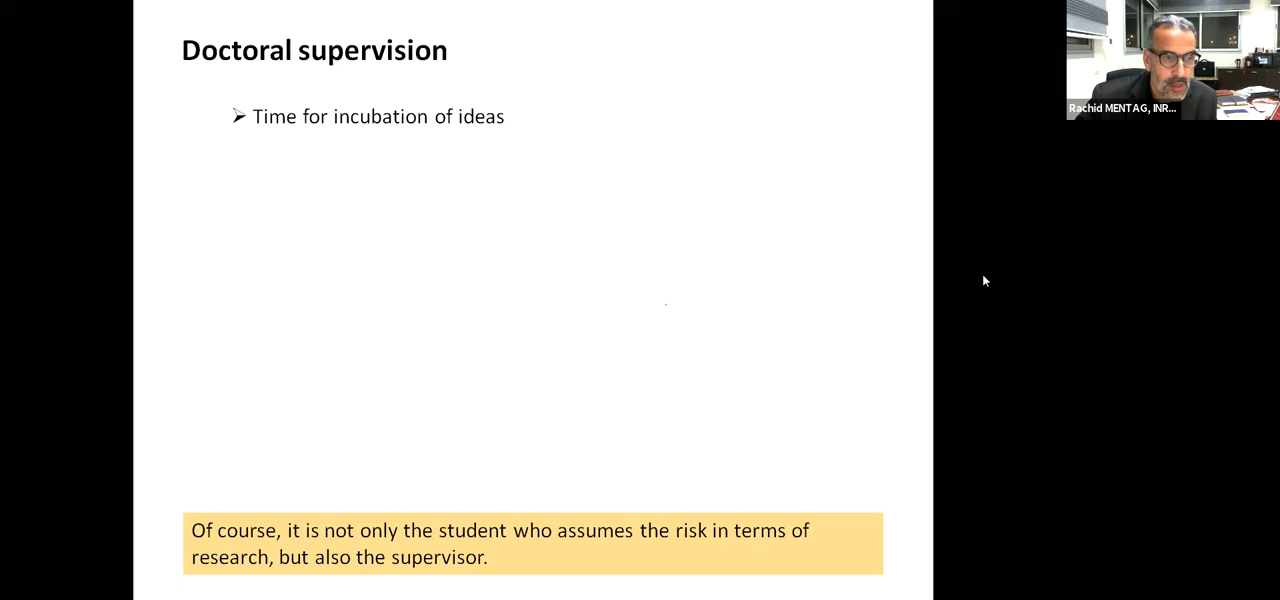 Doctoral supervision
➢ Time for incubation of ideas
Of course, it is not only the student who assumes the risk in terms of
research, but also the supervisor.
Rachid MENTAG, INR...